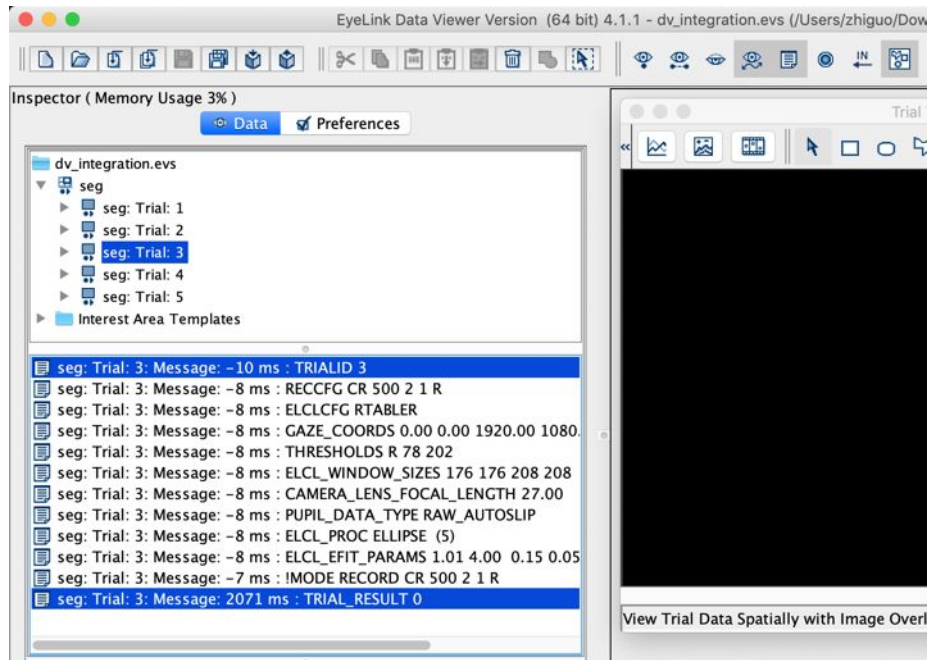 EyeLink Data Viewer Version (64 bit) 4.1.1 - dv_integration.evs (/Users/zhiguo/Dow
IN
Inspector ( Memory Usage 3% )
Data Preferences
Trial
dv_integration.evs
seg
seg: Trial: 1
seg: Trial: 2
seg: Trial: 3
seg: Trial: 4
seg: Trial: 5
Interest Area Templates
seg: Trial: 3: Message: -10 ms : TRIALID 3
seg: Trial: 3: Message: -8 ms : RECCFG CR 500 2 1 R
seg: Trial: 3: Message: -8 ms : ELCLCFG RTABLER
seg: Trial: 3: Message: -8 ms : GAZE_COORDS 0.00 0.00 1920.00 1080.
seg: Trial: 3: Message: -8 ms : THRESHOLDS R 78 202
seg: Trial: 3: Message: -8 ms : ELCL_WINDOW_SIZES 176 176 208 208
seg: Trial: 3: Message: -8 ms : CAMERA_LENS_FOCAL_LENGTH 27.00
seg: Trial: 3: Message: -8 ms : PUPIL_DATA_TYPE RAW_AUTOSLIP
seg: Trial: 3: Message: -8 ms : ELCL_PROC ELLIPSE (5)
seg: Trial: 3: Message: -8 ms : ELCL_EFIT_PARAMS 1.01 4.00 0.15 0.05
seg: Trial: 3: Message: -7 ms : !MODE RECORD CR 500 2 1 R
seg: Trial: 3: Message: 2071 ms : TRIAL_RESULT 0
View Trial Data Spatially with Image Overl